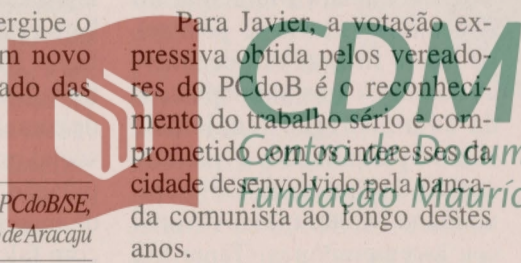 ergipe o
m novo
ado das
PCdoB/SE,
de Aracaju
Para Javier, a votação ex-
pressiva obtida pelos vereado-
res do PCdoB é o reconheci-
mento do trabalho sério e com-
prometido com os interesses da
cidade desenvolvido pela banca-
da comunista ao longo destes
anos.
CDM
Centro de Docum
Fundação Mauríc